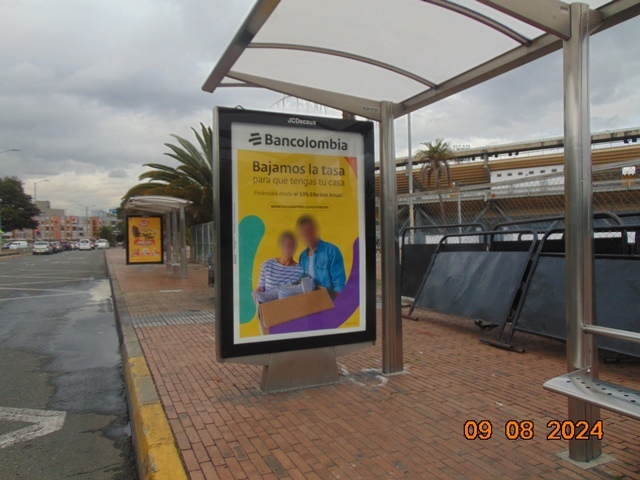 JCDecaux
Bancolombia
Bajamos la tasa
para que tengas tu casa
09 08 2024